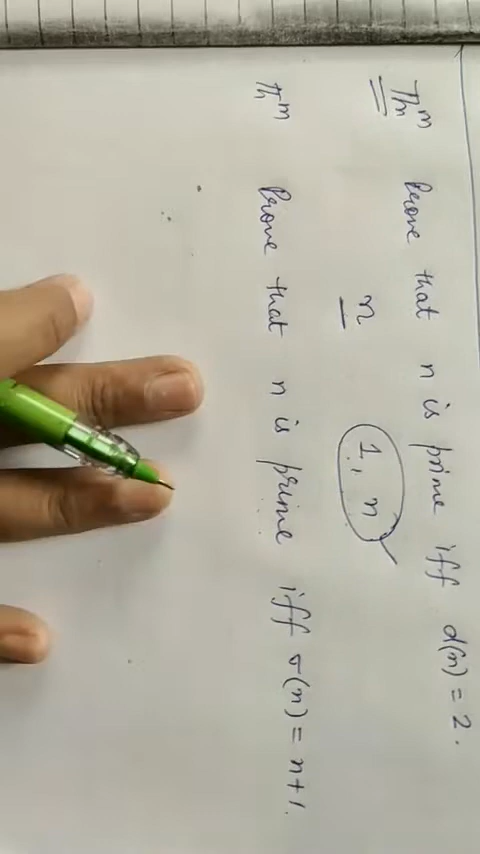 Thm prove that n is prime iff d(n) = 2.
n 1, n
Thm Prove that n is prime iff σ(n) = n+1.